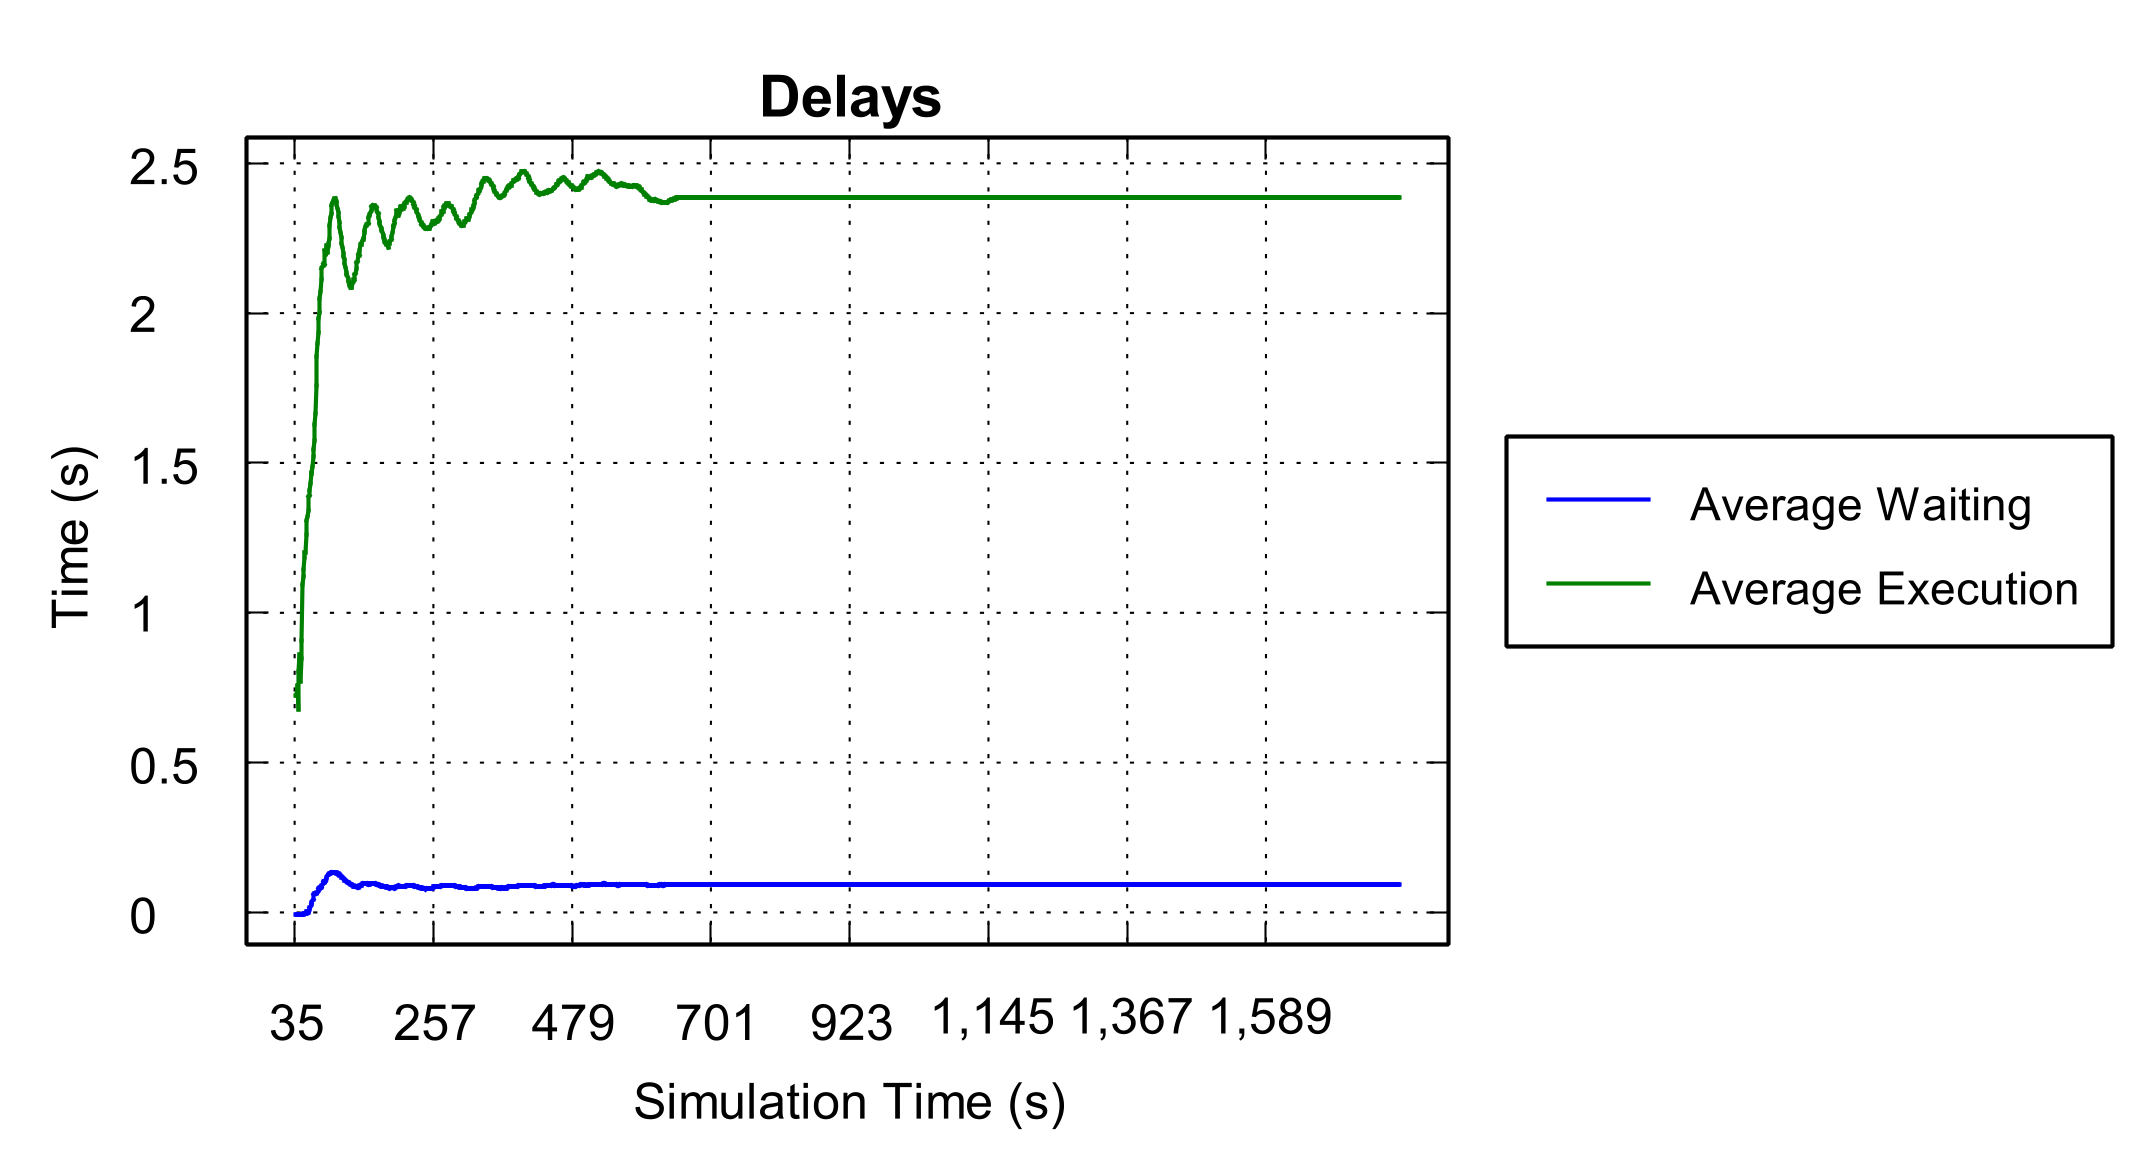 Delays
2.5
2
1.5
1
0.5
0
Time (s)
35 257 479 701 923 1,145 1,367 1,589
Simulation Time (s)
Average Waiting
Average Execution